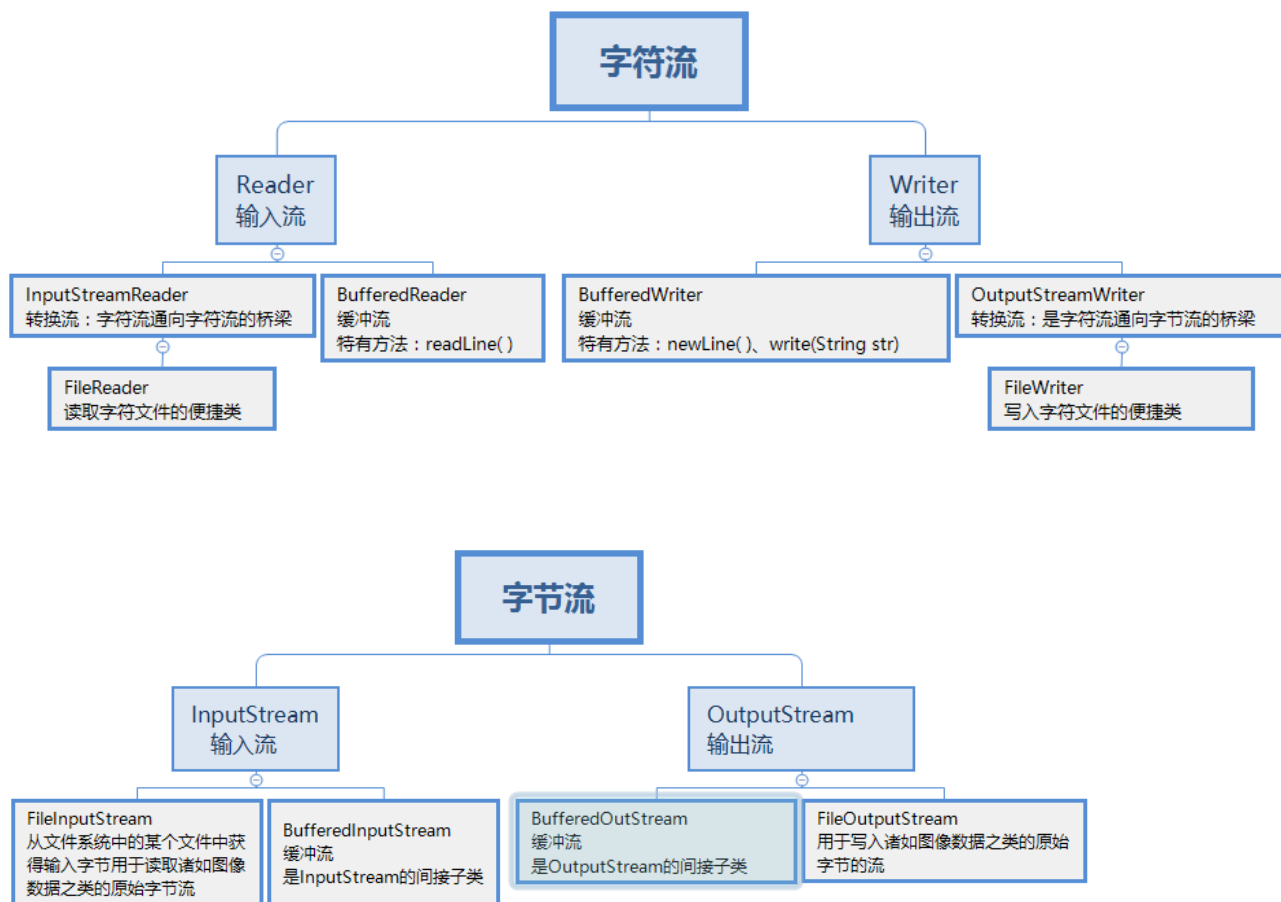 字符流
Reader
输入流
Writer
输出流
InputStreamReader
转换流：字符流通向字符流的桥梁
BufferedReader
缓冲流
特有方法：readLine( )
BufferedWriter
缓冲流
特有方法：newLine( )、write(String str)
OutputStreamWriter
转换流：是字符流通向字节流的桥梁
FileReader
读取字符文件的便捷类
FileWriter
写入字符文件的便捷类
字节流
InputStream
输入流
OutputStream
输出流
FileInputStream
从文件系统中的某个文件中获
得输入字节用于读取诸如图像
数据之类的原始字节流
BufferedInputStream
缓冲流
是InputStream的间接子类
BufferedOutStream
缓冲流
是OutputStream的间接子类
FileOutputStream
用于写入诸如图像数据之类的原始
字节的流